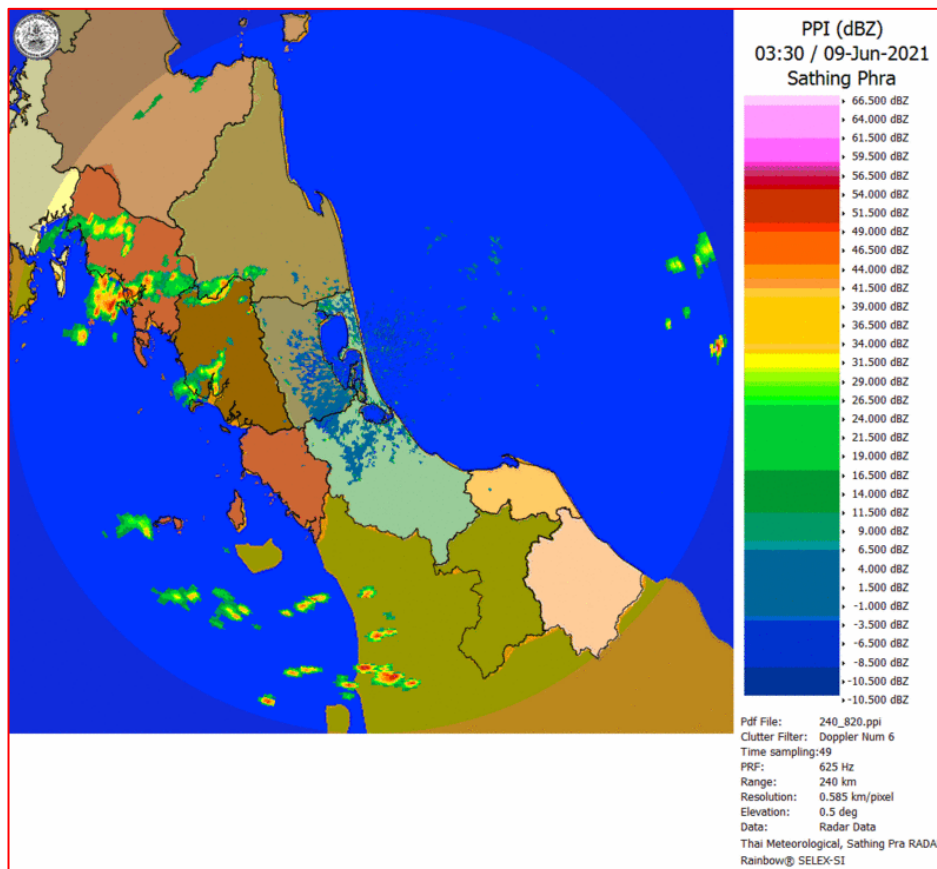 PPI (dBZ)
03:30 / 09-Jun-2021
Sathing Phra
66.500 dBZ
64.000 dBZ
61.500 dBZ
59.500 dBZ
56.500 dBZ
54.000 dBZ
51.500 dBZ
49.000 dBZ
46.500 dBZ
44.000 dBZ
41.500 dBZ
39.000 dBZ
36.500 dBZ
34.000 dBZ
31.500 dBZ
29.000 dBZ
26.500 dBZ
24.000 dBZ
21.500 dBZ
19.000 dBZ
16.500 dBZ
14.000 dBZ
11.500 dBZ
9.000 dBZ
6.500 dBZ
4.000 dBZ
1.500 dBZ
-1.000 dBZ
-3.500 dBZ
-8.500 dBZ
-10.500 dBZ
-10.500 dBZ
Pdf File: 240_820.ppi
Clutter Filter: Doppler Num 6
Time sampling:49
PRF: 625 Hz
Range: 240 km
Resolution: 0.585 km/pixel
Elevation: 0.5 deg
Data: Radar Data
Thai Meteorological, Sathing Pra RADA
Rainbow® SELEX-SI